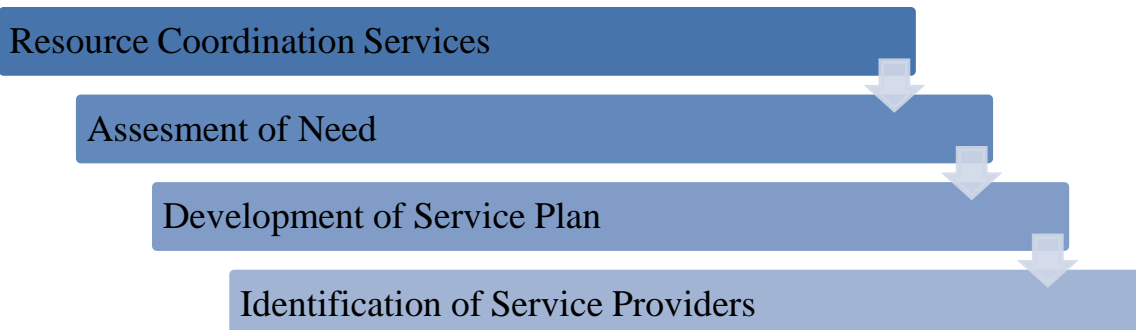 Resource Coordination Services
Assesment of Need
Development of Service Plan
Identification of Service Providers